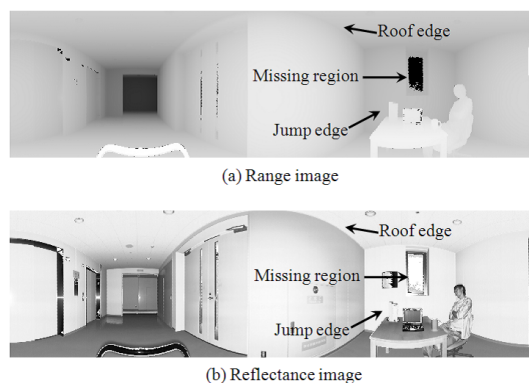 Roof edge
Missing region
Jump edge
(a) Range image
Roof edge
Missing region
Jump edge
(b) Reflectance image